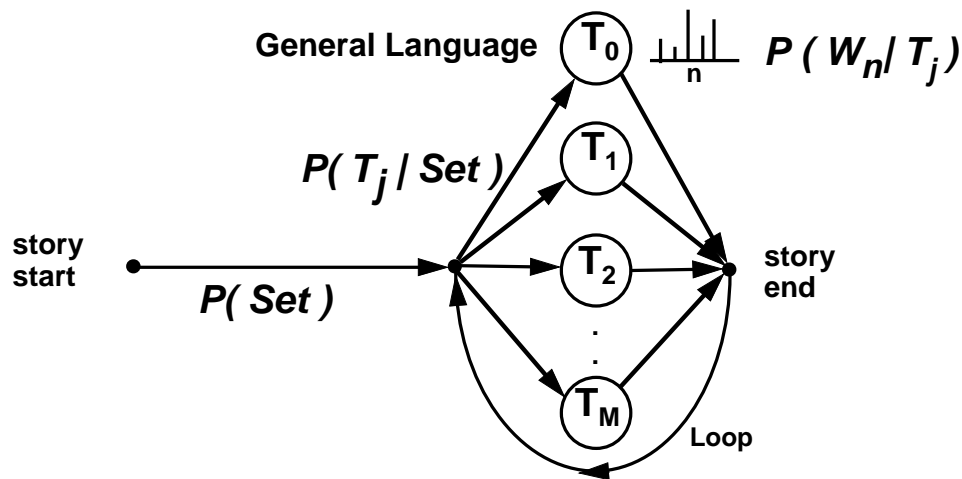 General Language
T0
n
P ( Wn | Tj )
P( Tj | Set )
T1
story
start
P( Set )
T2
story
end
.
.
TM
Loop